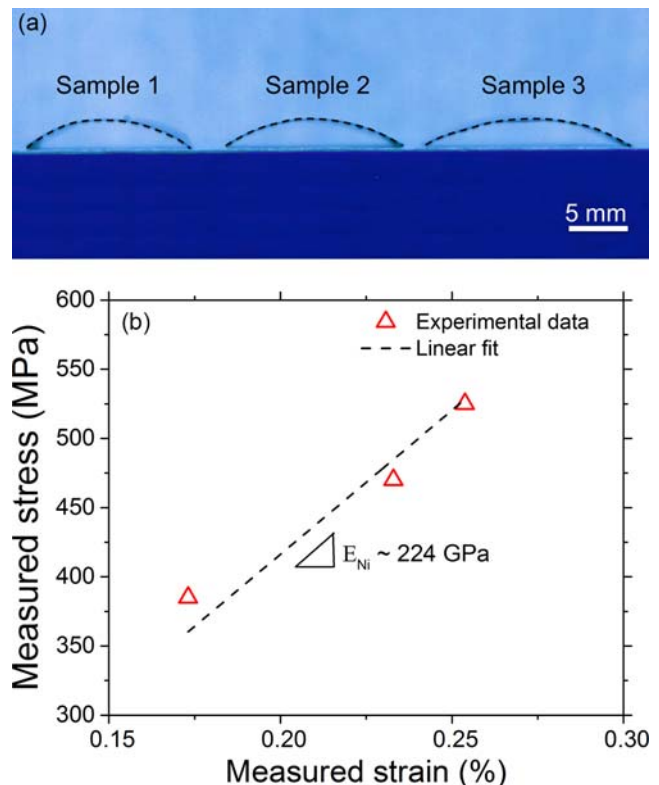 (a)
Sample 1 Sample 2 Sample 3
5 mm
600
550
500
450
400
350
300
Measured stress (MPa)
(b)
Experimental data
Linear fit
E_Ni ~ 224 GPa
0.15 0.20 0.25 0.30
Measured strain (%)